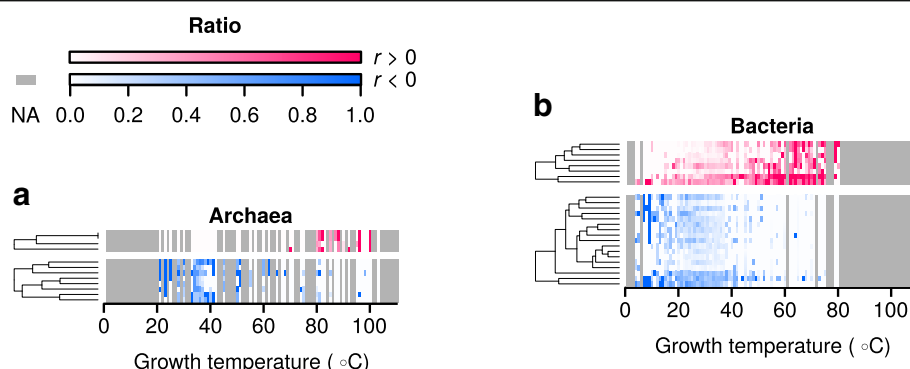 Ratio
r > 0
r < 0
NA 0.0 0.2 0.4 0.6 0.8 1.0
a
Archaea
0 20 40 60 80 100
Growth temperature ( °C)
b
Bacteria
0 20 40 60 80 100
Growth temperature ( °C)